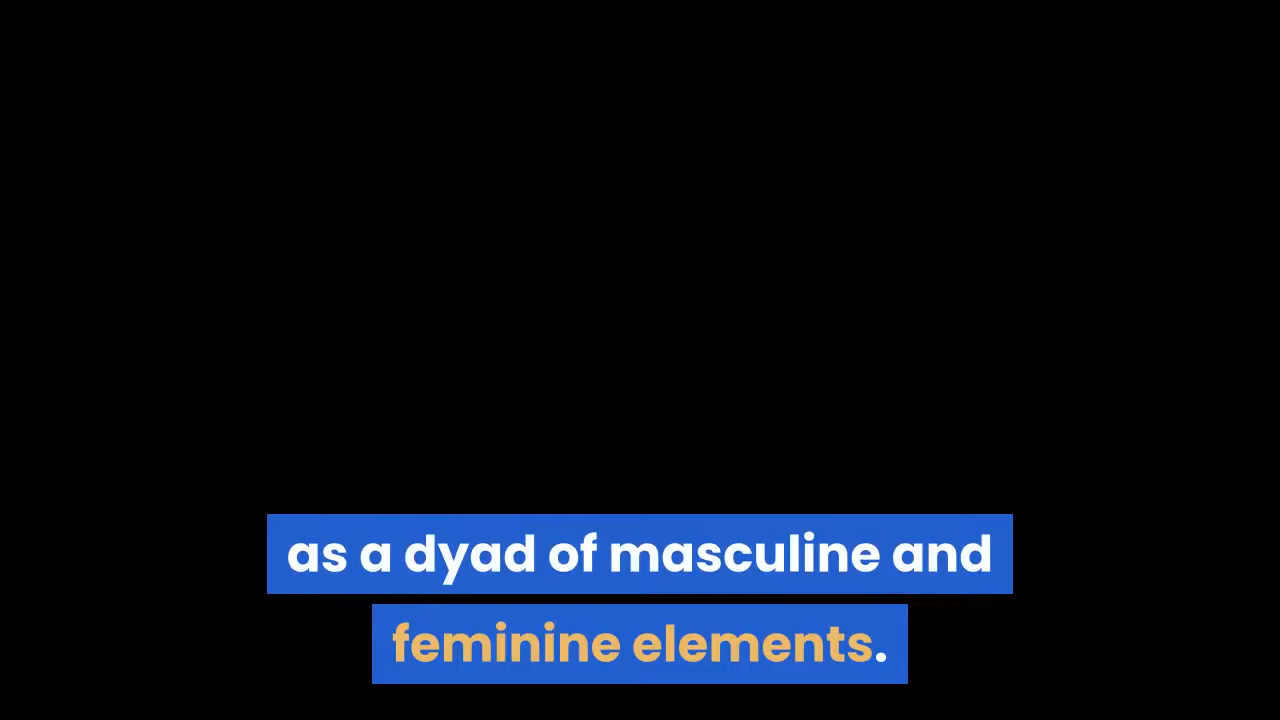 as a dyad of masculine and
feminine elements.